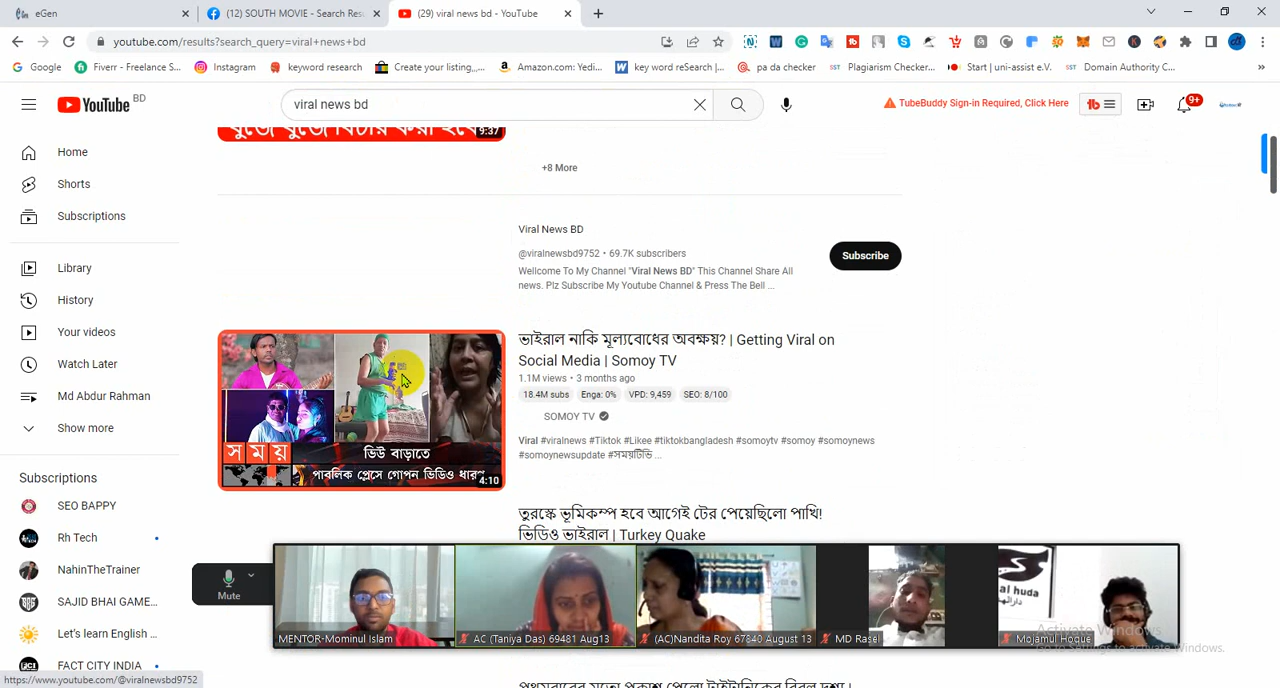 eGen
(12) SOUTH MOVIE - Search Res
(29) viral news bd - YouTube
youtube.com/results?search_query=viral+news+bd
Google
Fiverr - Freelance S...
Instagram
keyword research
Create your listing,,,...
Amazon.com: Yedi...
key word reSearch |...
pa da checker
Plagiarism Checker...
Start | uni-assist e.V.
Domain Authority C...
YouTube BD
viral news bd
TubeBuddy Sign-in Required, Click Here
9+
Home
Shorts
Subscriptions
Library
History
Your videos
Watch Later
Md Abdur Rahman
Show more
Subscriptions
SEO BAPPY
Rh Tech
NahinTheTrainer
SAJID BHAI GAME...
Let's learn English ...
FACT CITY INDIA
https://www.youtube.com/@viralnewsbd9752
খুঁজে খুঁজে বিচার করা হবে
9:37
+8 More
Viral News BD
@viralnewsbd9752 • 69.7K subscribers
Wellcome To My Channel "Viral News BD" This Channel Share All
news. Plz Subscribe My Youtube Channel & Press The Bell ...
Subscribe
সময়
ভিউ বাড়াতে
পাবলিক প্লেসে গোপন ভিডিও ধারণ
4:10
ভাইরাল নাকি মূল্যবোধের অবক্ষয়? | Getting Viral on
Social Media | Somoy TV
1.1M views • 3 months ago
18.4M subs Enga: 0% VPD: 9,459 SEO: 8/100
SOMOY TV
Viral #viralnews #Tiktok #Likee #tiktokbangladesh #somoytv #somoy #somoynews
#somoynewsupdate #সময়টিভি ...
তুরস্কে ভূমিকম্প হবে আগেই টের পেয়েছিলো পাখি!
ভিডিও ভাইরাল | Turkey Quake
Mute
MENTOR-Mominul Islam
AC (Taniya Das) 69481 Aug13
(AC)Nandita Roy 67840 August 13
MD Rasel
al huda
Mojamul Hoque
Activate Windows
Go to Settings to activate Windows.